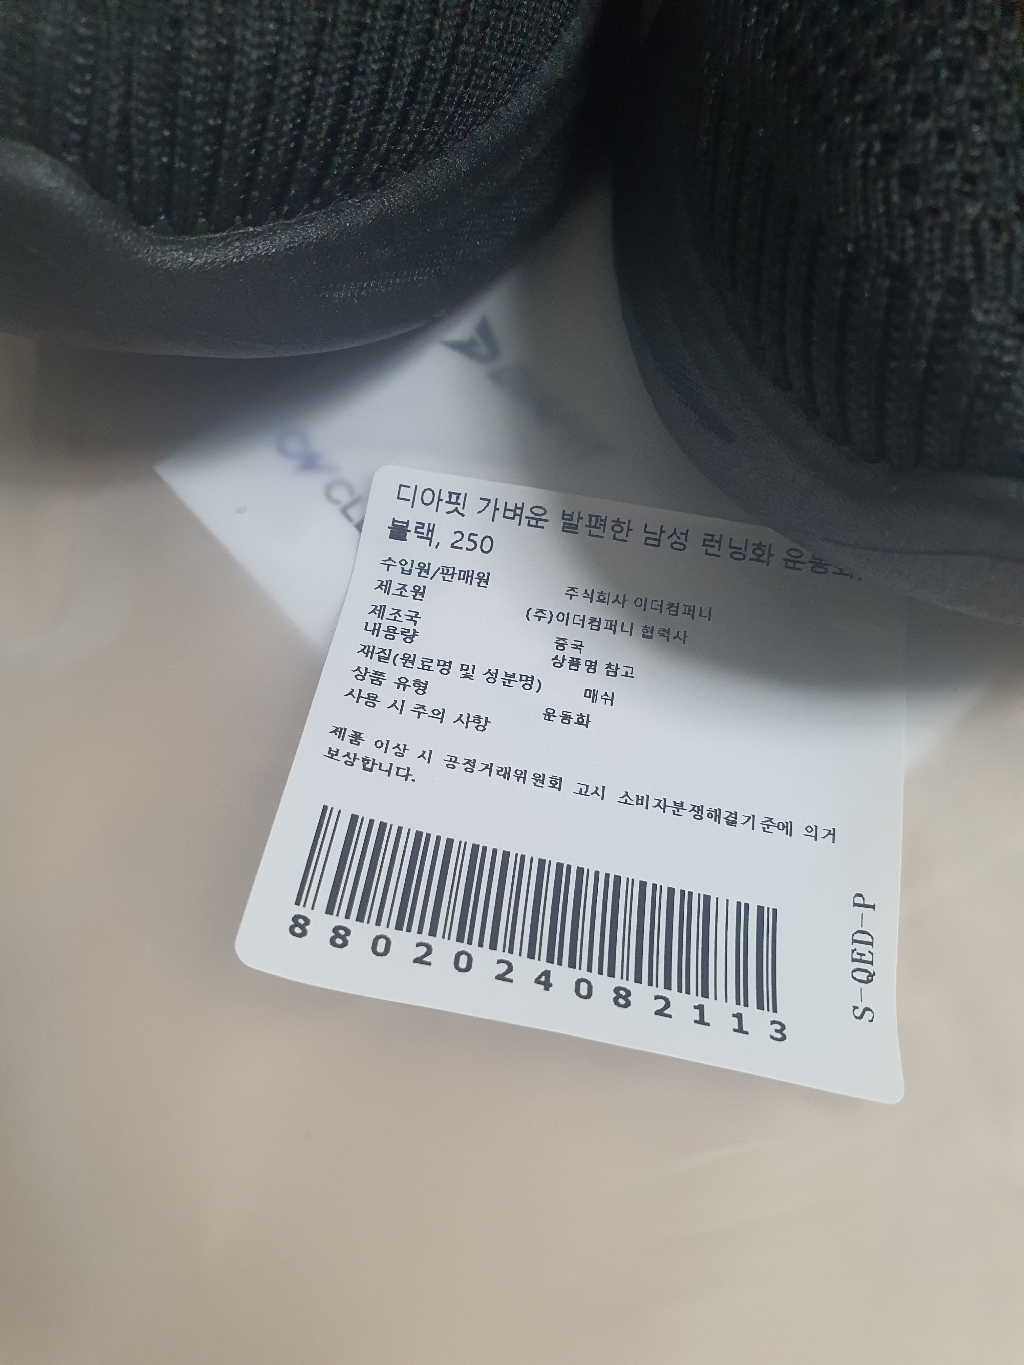 디아핏 가벼운 발편한 남성 런닝화 운동화,
블랙, 250
수입원/판매원 주식회사 이더컴퍼니
제조원 (주)이더컴퍼니 협력사
제조국 중국
내용량 상품명 참고
재질(원료명 및 성분명) 매쉬
상품 유형 운동화
사용 시 주의 사항
제품 이상 시 공정거래위원회 고시 소비자분쟁해결기준에 의거
보상합니다.
8802024082113
S-QED-P